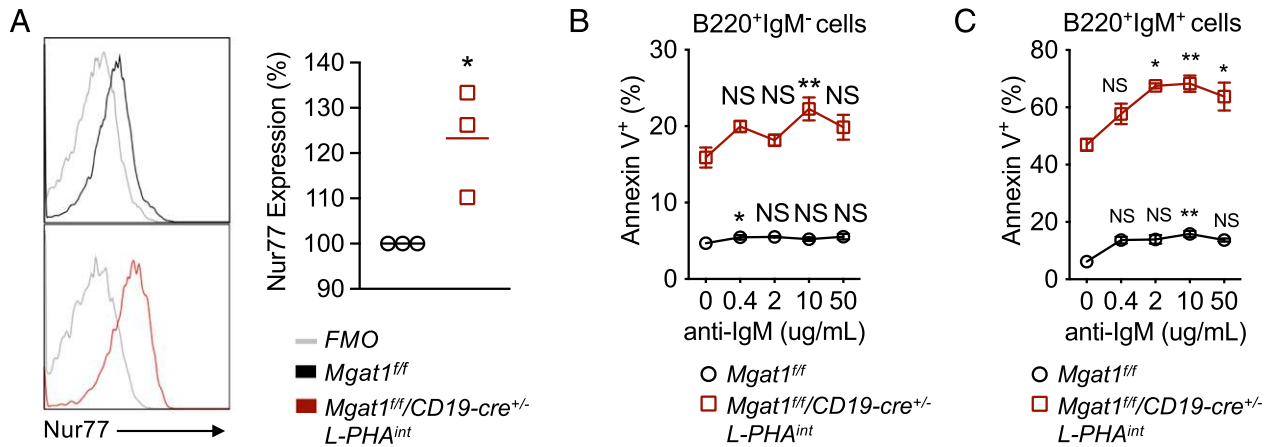 A
Nur77
Nur77 Expression (%)
140
130
120
110
100
90
*
FMO
Mgat1f/f
Mgat1f/f/CD19-cre+/-
L-PHAint
B
B220+IgM- cells
Annexin V+ (%)
30
20
10
0
NS NS ** NS
* NS NS NS
0 0.4 2 10 50
anti-IgM (ug/mL)
Mgat1f/f
Mgat1f/f/CD19-cre+/-
L-PHAint
C
B220+IgM+ cells
Annexin V+ (%)
80
60
40
20
0
NS * ** *
NS NS ** NS
0 0.4 2 10 50
anti-IgM (ug/mL)
Mgat1f/f
Mgat1f/f/CD19-cre+/-
L-PHAint